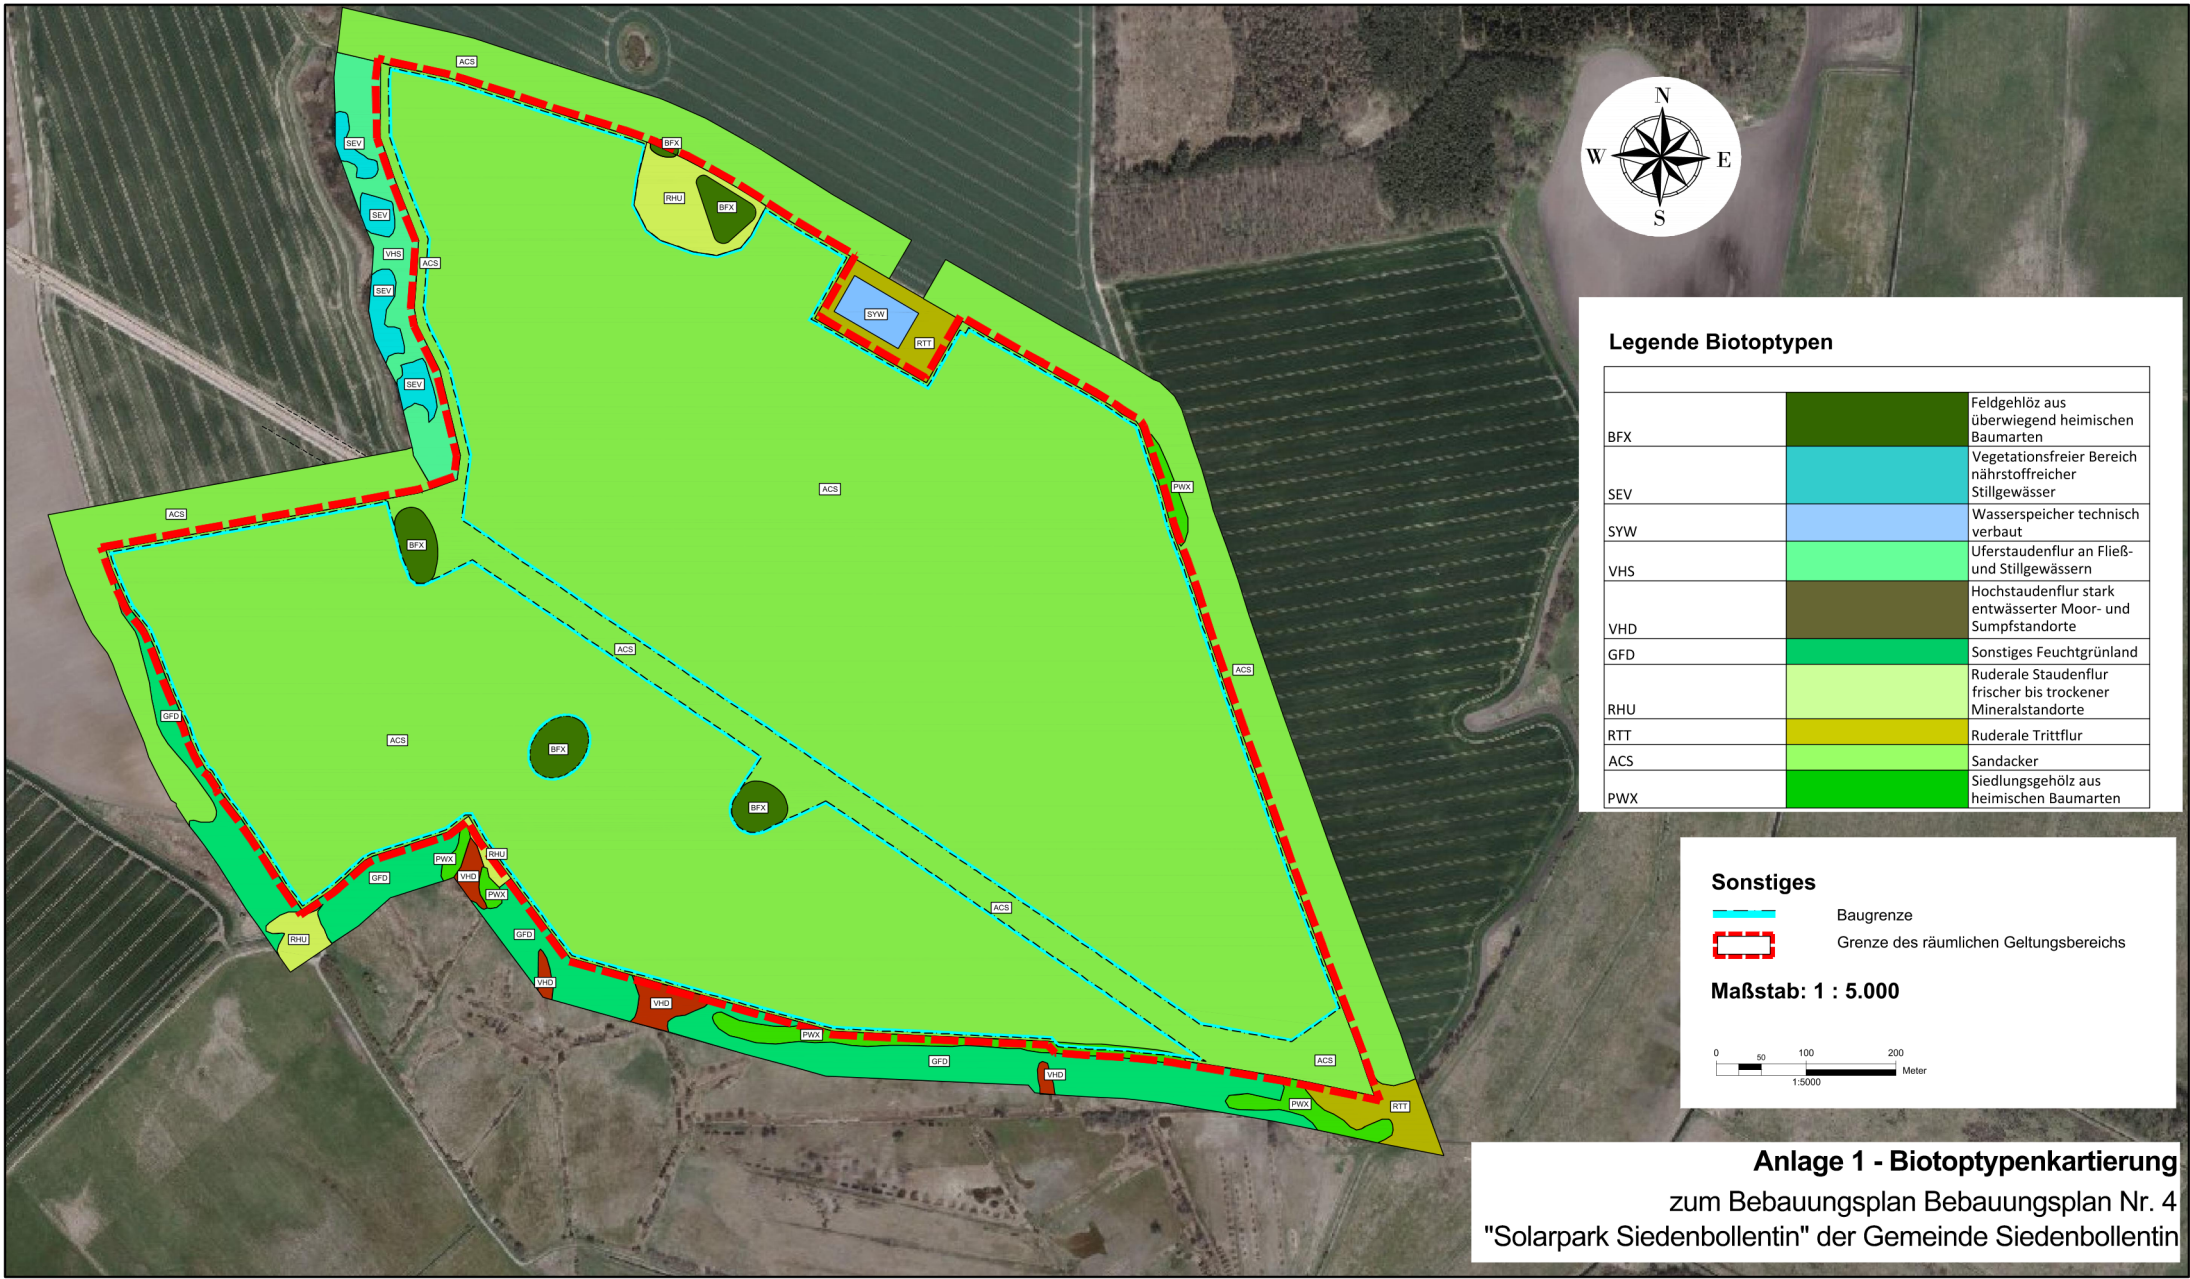 ACS
SEV
BFX
RHU
BFX
SEV
VHS
ACS
SEV
SYW
RTT
SEV
ACS
PWX
ACS
BFX
ACS
ACS
GFD
ACS
BFX
BFX
PWX
RHU
GFD
VHD
PWX
ACS
GFD
RHU
VHD
VHD
PWX
GFD
ACS
VHD
PWX
RTT
N
W
E
S
Legende Biotoptypen
BFX
Feldgehlöz aus
überwiegend heimischen
Baumarten
SEV
Vegetationsfreier Bereich
nährstoffreicher
Stillgewässer
SYW
Wasserspeicher technisch
verbaut
VHS
Uferstaudenflur an Fließ-
und Stillgewässern
VHD
Hochstaudenflur stark
entwässerter Moor- und
Sumpfstandorte
GFD
Sonstiges Feuchtgrünland
RHU
Ruderale Staudenflur
frischer bis trockener
Mineralstandorte
RTT
Ruderale Trittflur
ACS
Sandacker
PWX
Siedlungsgehölz aus
heimischen Baumarten
Sonstiges
Baugrenze
Grenze des räumlichen Geltungsbereichs
Maßstab: 1 : 5.000
0 50 100 200
Meter
1:5000
Anlage 1 - Biotoptypenkartierung
zum Bebauungsplan Bebauungsplan Nr. 4
"Solarpark Siedenbollentin" der Gemeinde Siedenbollentin